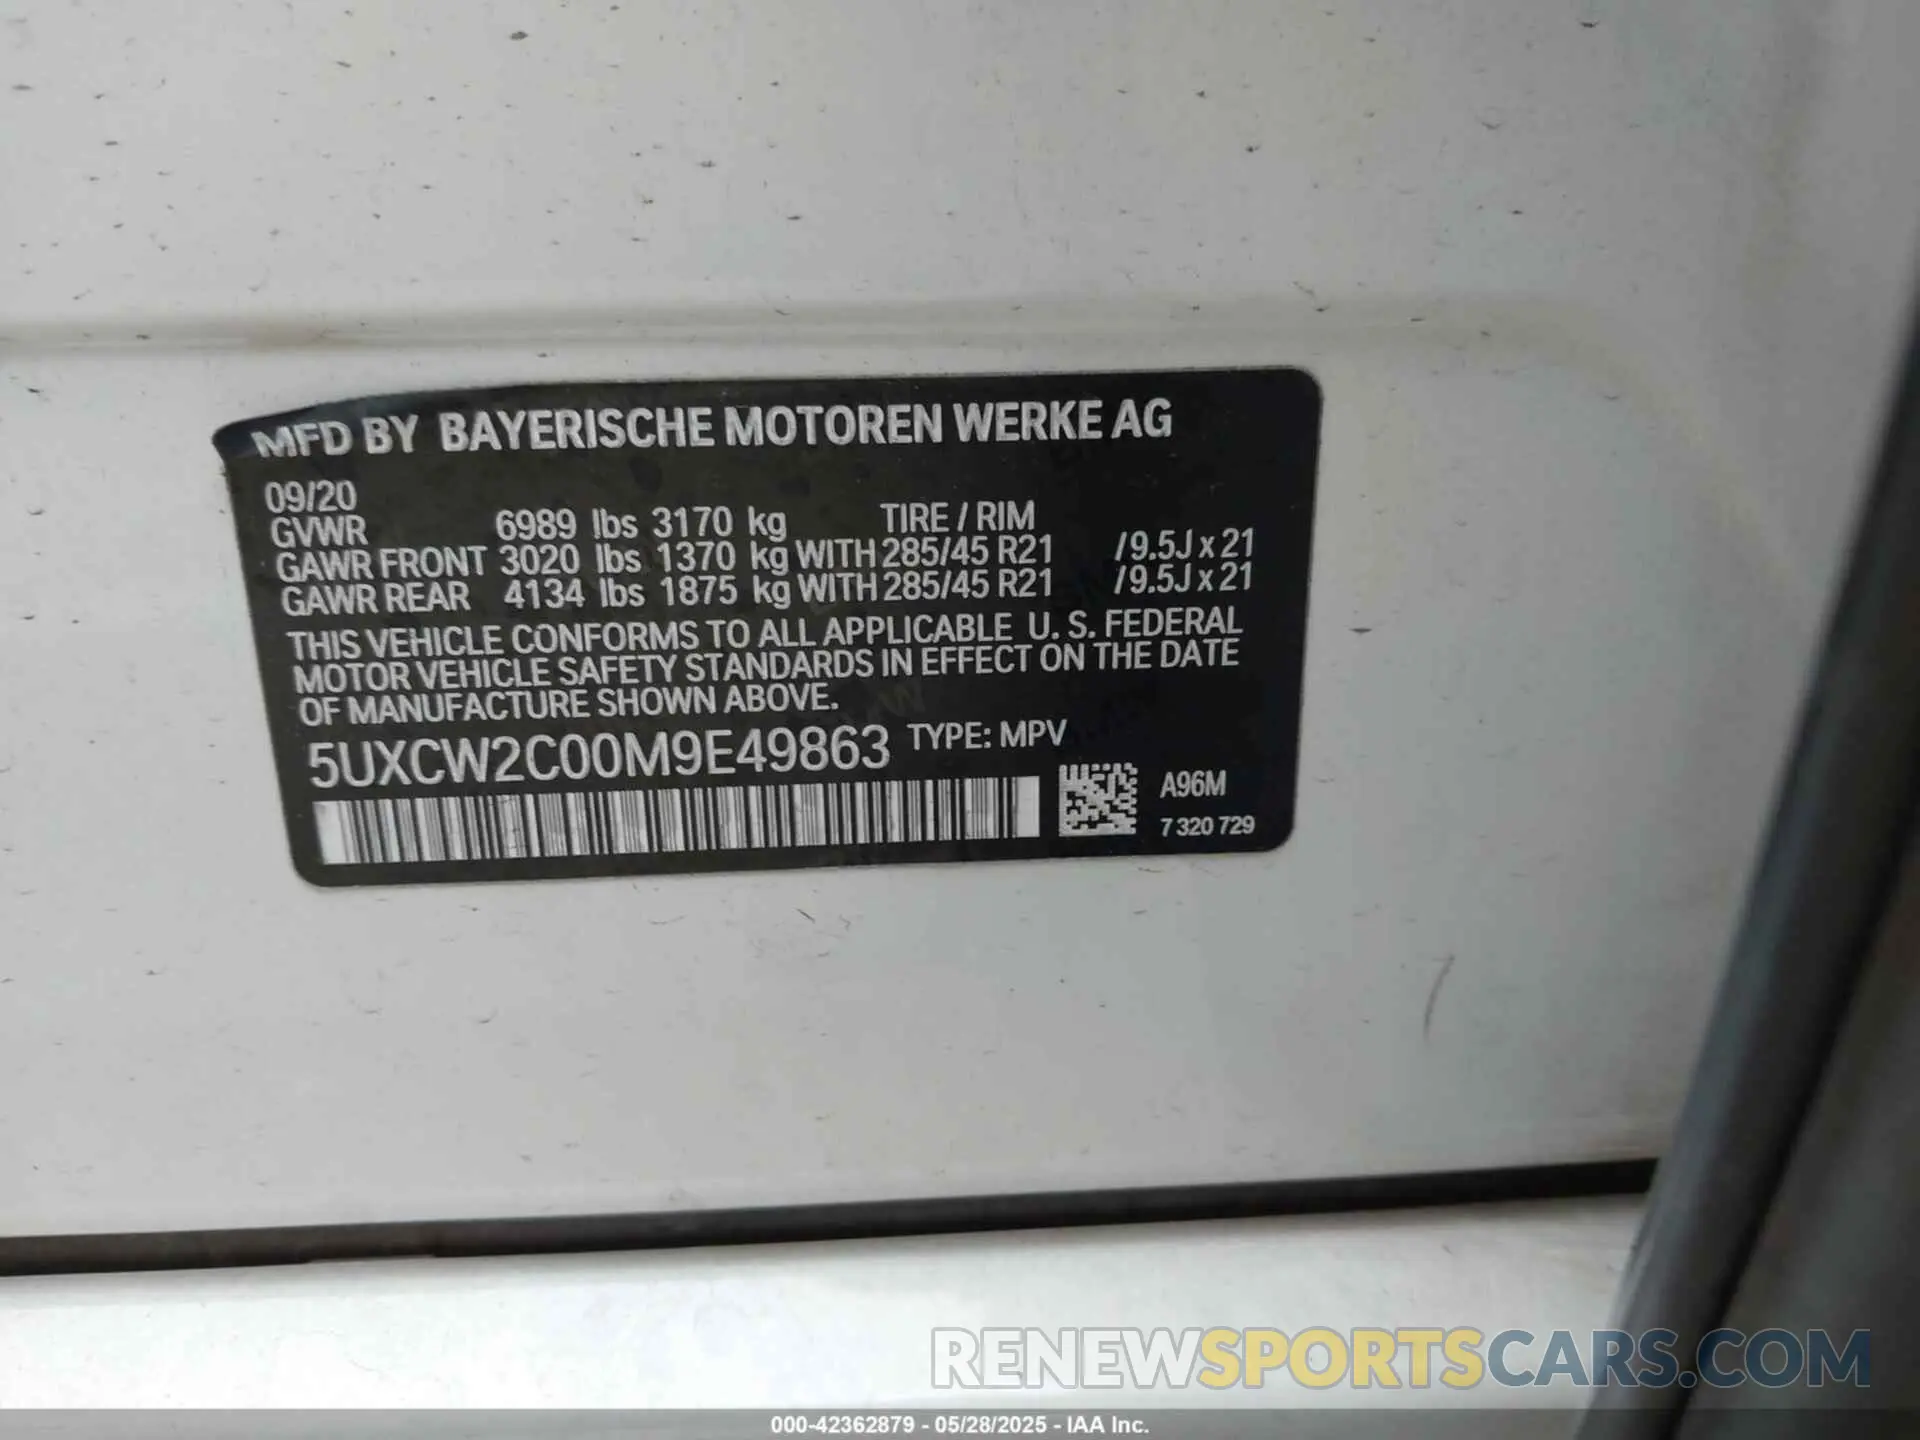 MFD BY BAYERISCHE MOTOREN WERKE AG
09/20
GVWR 6989 lbs 3170 kg TIRE / RIM
GAWR FRONT 3020 lbs 1370 kg WITH 285/45 R21 / 9.5J x 21
GAWR REAR 4134 lbs 1875 kg WITH 285/45 R21 / 9.5J x 21
THIS VEHICLE CONFORMS TO ALL APPLICABLE U. S. FEDERAL
MOTOR VEHICLE SAFETY STANDARDS IN EFFECT ON THE DATE
OF MANUFACTURE SHOWN ABOVE.
5UXCW2C00M9E49863 TYPE: MPV
A96M
7 320 729
RENEWSPORTSCARS.COM
000-42362879 - 05/28/2025 - IAA Inc.